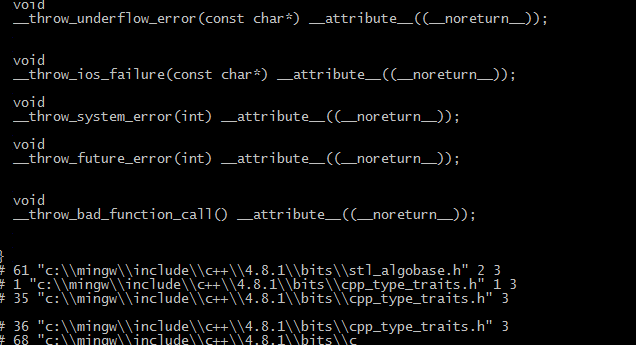 void
__throw_underflow_error(const char*) __attribute__((__noreturn__));
void
__throw_ios_failure(const char*) __attribute__((__noreturn__));
void
__throw_system_error(int) __attribute__((__noreturn__));
void
__throw_future_error(int) __attribute__((__noreturn__));
void
__throw_bad_function_call() __attribute__((__noreturn__));
}
# 61 "c:\\mingw\\include\\c++\\4.8.1\\bits\\stl_algobase.h" 2 3
# 1 "c:\\mingw\\include\\c++\\4.8.1\\bits\\cpp_type_traits.h" 1 3
# 35 "c:\\mingw\\include\\c++\\4.8.1\\bits\\cpp_type_traits.h" 3
# 36 "c:\\mingw\\include\\c++\\4.8.1\\bits\\cpp_type_traits.h" 3
# 68 "c:\\mingw\\include\\c++\\4.8.1\\bits\\c